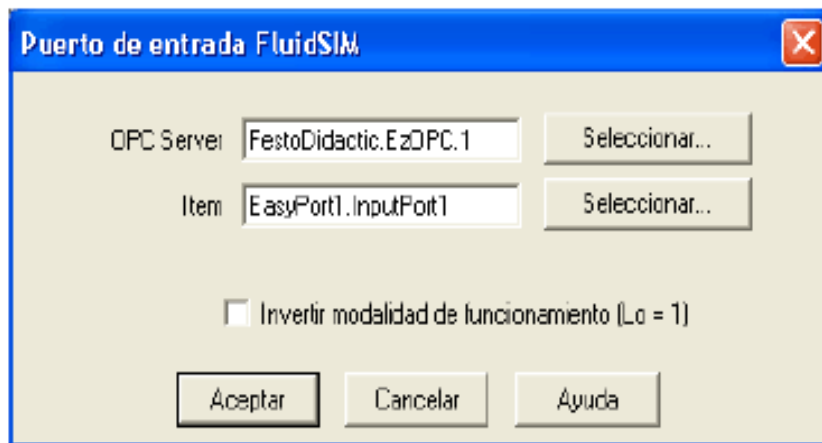 Puerto de entrada FluidSIM
OPC Server FestoDidactic.EzOPC.1 Seleccionar...
Item EasyPort1.InputPort1 Seleccionar...
Invertir modalidad de funcionamiento (Lo = 1)
Aceptar Cancelar Ayuda